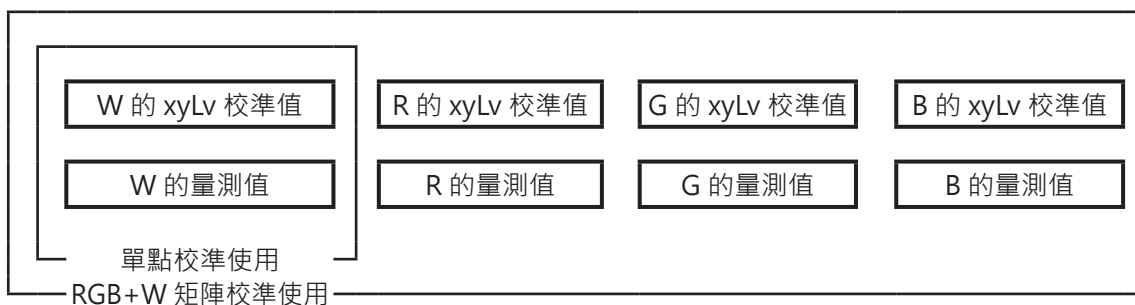 W 的 xyLv 校準值 R 的 xyLv 校準值 G 的 xyLv 校準值 B 的 xyLv 校準值
W 的量測值 R 的量測值 G 的量測值 B 的量測值
單點校準使用
RGB+W 矩陣校準使用